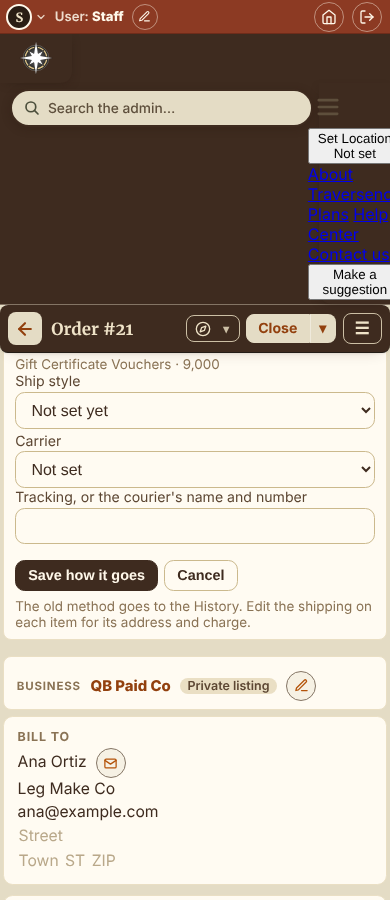 S User: Staff
Search the admin...
Set Location
Not set
About
Traversend
Plans Help
Center
Contact us
Make a
suggestion
Order #21
Close
Gift Certificate Vouchers · 9,000
Ship style
Not set yet
Carrier
Not set
Tracking, or the courier's name and number
Save how it goes Cancel
The old method goes to the History. Edit the shipping on
each item for its address and charge.
BUSINESS QB Paid Co Private listing
BILL TO
Ana Ortiz
Leg Make Co
ana@example.com
Street
Town ST ZIP